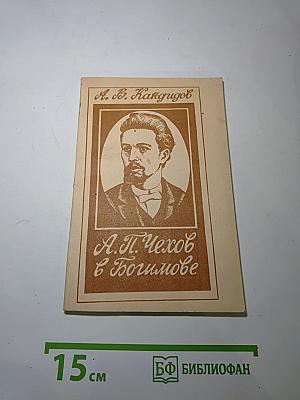 А. В. Кандидов
А. П. Чехов
в Богимове
15 см
БФ БИБЛИОФАН